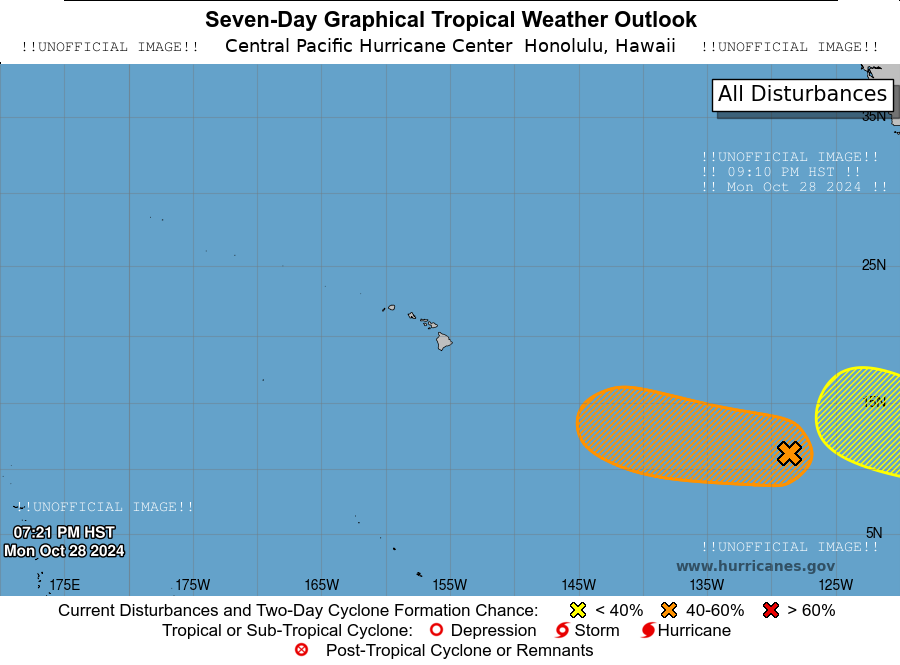 Seven-Day Graphical Tropical Weather Outlook
!!UNOFFICIAL IMAGE!! Central Pacific Hurricane Center Honolulu, Hawaii !!UNOFFICIAL IMAGE!!
All Disturbances
35N
!!UNOFFICIAL IMAGE!!
!! 09:10 PM HST !!
!! Mon Oct 28 2024 !!
25N
15N
!!UNOFFICIAL IMAGE!!
07:21 PM HST
5N
Mon Oct 28 2024
!!UNOFFICIAL IMAGE!!
www.hurricanes.gov
175E 175W 165W 155W 145W 135W 125W
Current Disturbances and Two-Day Cyclone Formation Chance: < 40% 40-60% > 60%
Tropical or Sub-Tropical Cyclone: Depression Storm Hurricane
Post-Tropical Cyclone or Remnants